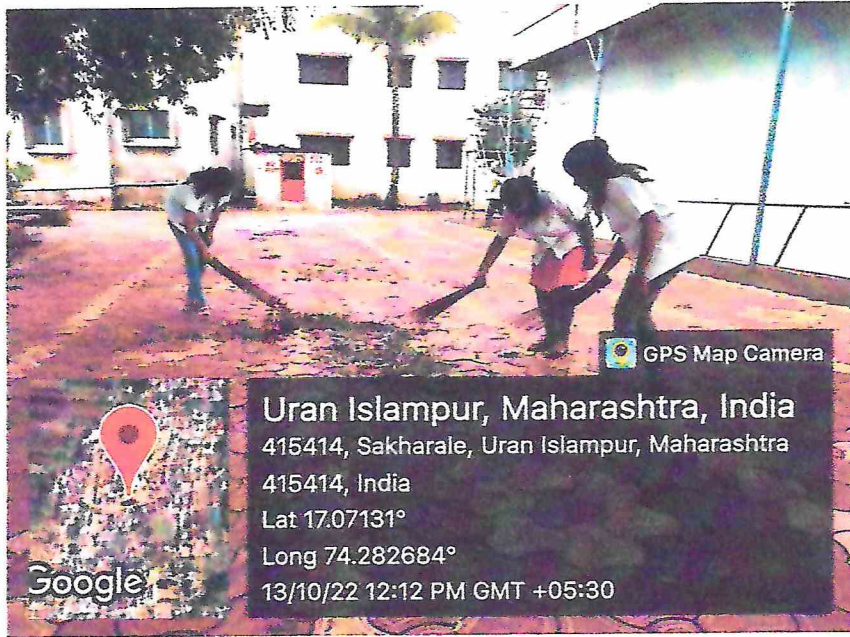 GPS Map Camera
Uran Islampur, Maharashtra, India
415414, Sakharale, Uran Islampur, Maharashtra
415414, India
Lat 17.07131°
Long 74.282684°
13/10/22 12:12 PM GMT +05:30
Google